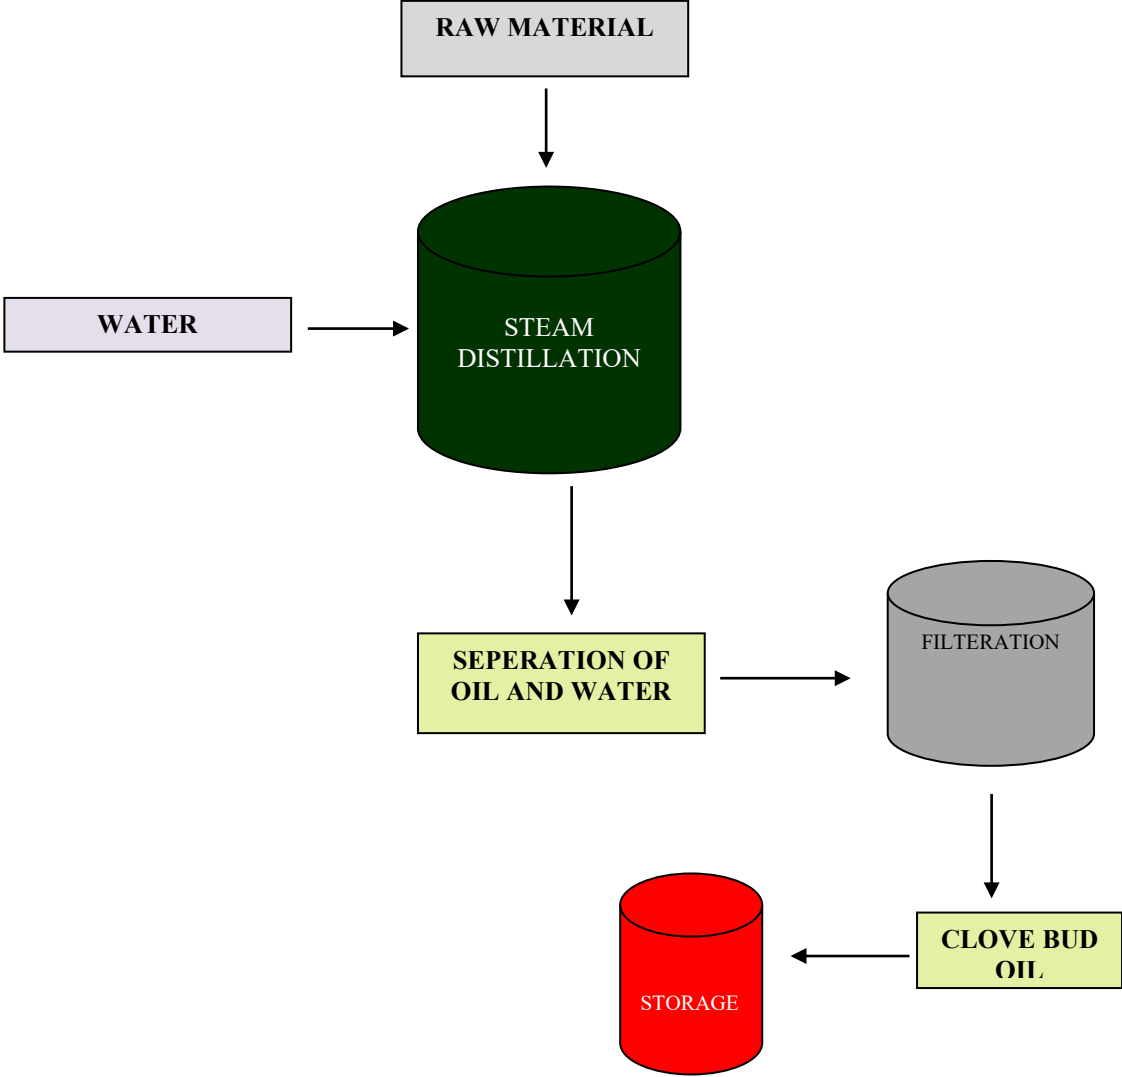 RAW MATERIAL
WATER
STEAM
DISTILLATION
SEPERATION OF
OIL AND WATER
FILTERATION
CLOVE BUD
OIL
STORAGE